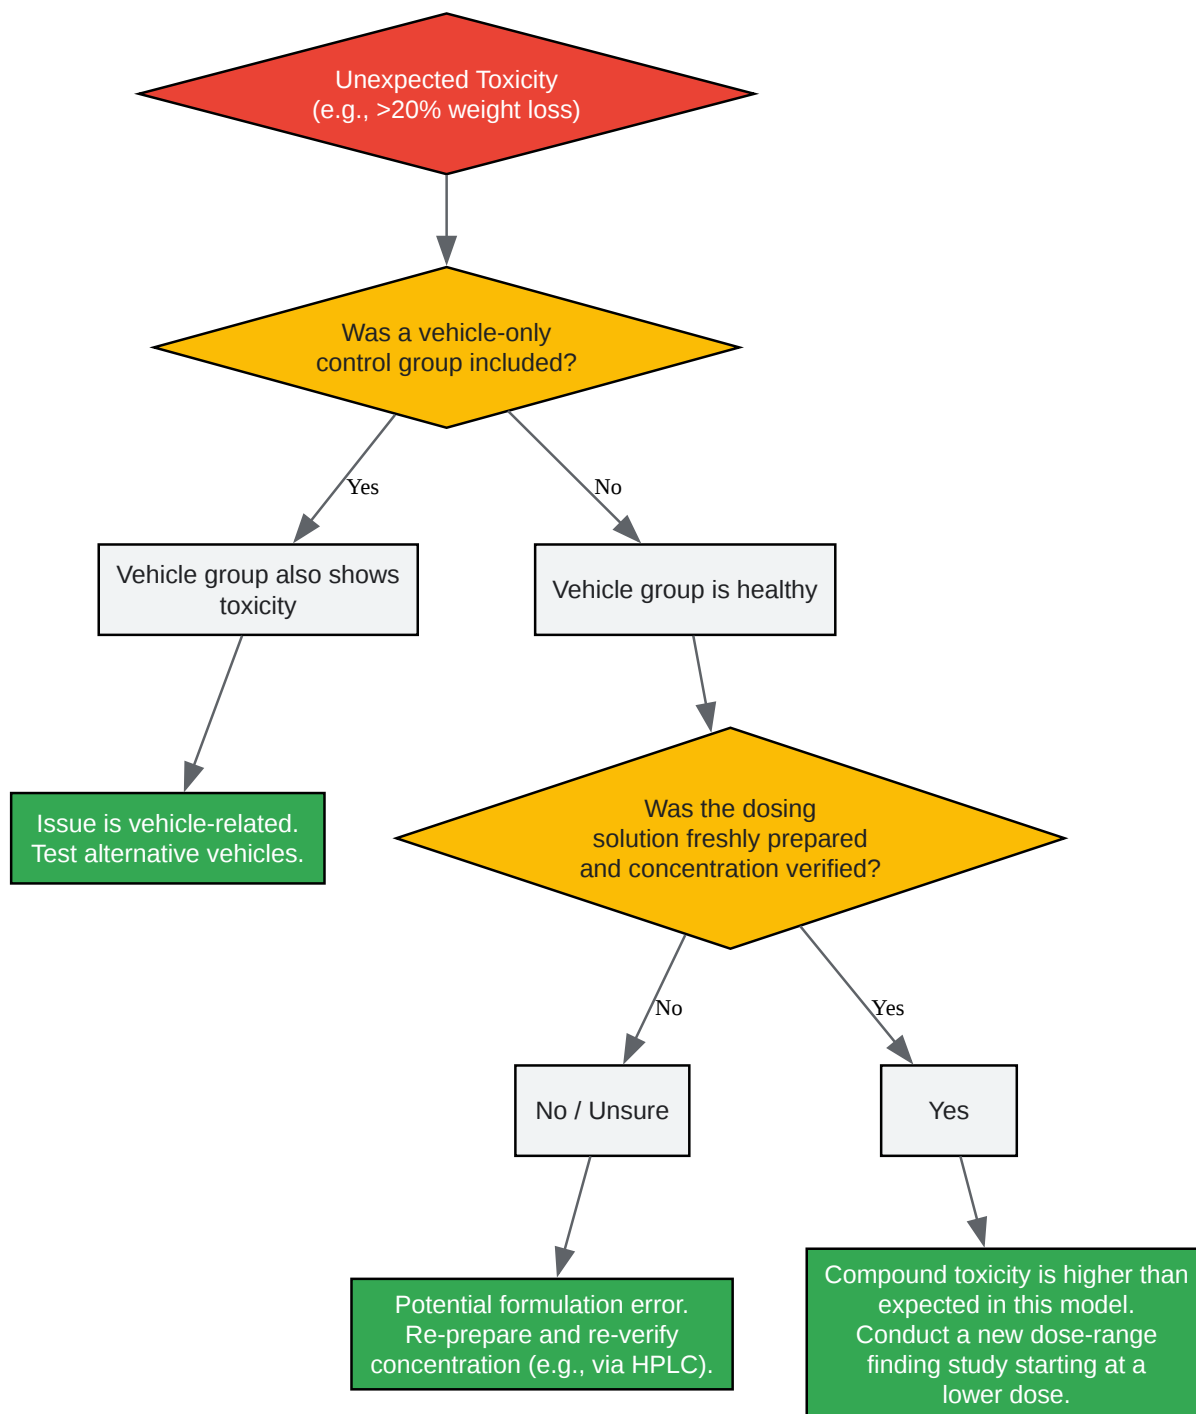 Unexpected Toxicity
(e.g., >20% weight loss)
Was a vehicle-only
control group included?
Yes
No
Vehicle group also shows
toxicity
Vehicle group is healthy
Issue is vehicle-related.
Test alternative vehicles.
Was the dosing
solution freshly prepared
and concentration verified?
No
Yes
No / Unsure
Yes
Potential formulation error.
Re-prepare and re-verify
concentration (e.g., via HPLC).
Compound toxicity is higher than
expected in this model.
Conduct a new dose-range
finding study starting at a
lower dose.